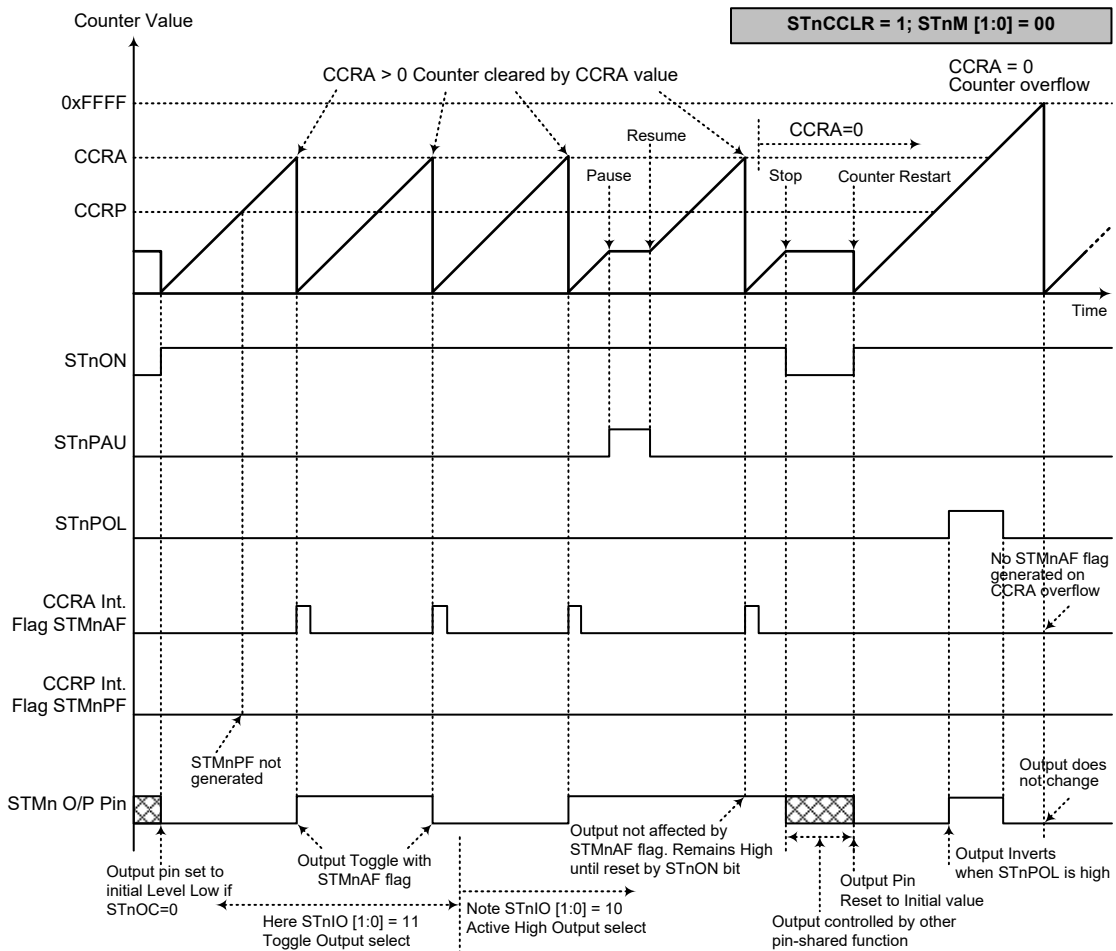 Counter Value
STnCCLR = 1; STnM [1:0] = 00
CCRA > 0 Counter cleared by CCRA value
CCRA = 0
Counter overflow
0xFFFF
CCRA=0
Resume
CCRA
Pause
Stop
Counter Restart
CCRP
Time
STnON
STnPAU
STnPOL
No STMnAF flag
generated on
CCRA overflow
CCRA Int.
Flag STMnAF
CCRP Int.
Flag STMnPF
STMnPF not
generated
Output does
not change
STMn O/P Pin
Output pin set to
initial Level Low if
STnOC=0
Output Toggle with
STMnAF flag
Output not affected by
STMnAF flag. Remains High
until reset by STnON bit
Output Inverts
when STnPOL is high
Output Pin
Reset to Initial value
Here STnIO [1:0] = 11
Toggle Output select
Note STnIO [1:0] = 10
Active High Output select
Output controlled by other
pin-shared function